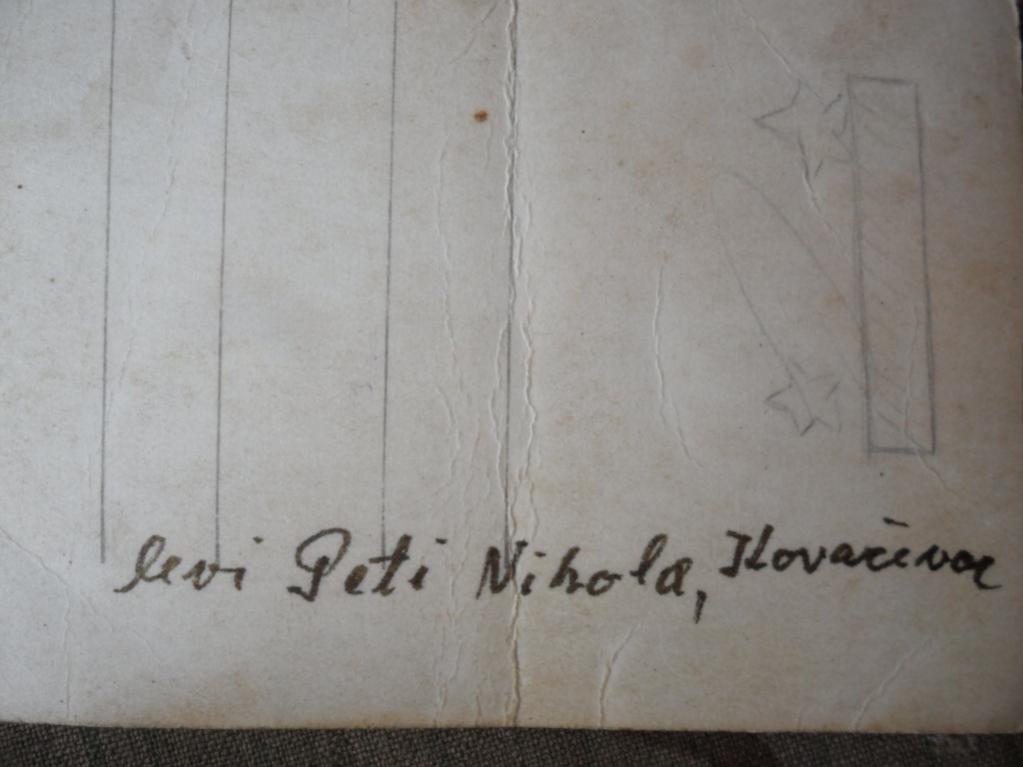 levi Peti Nikola, Kovačevac